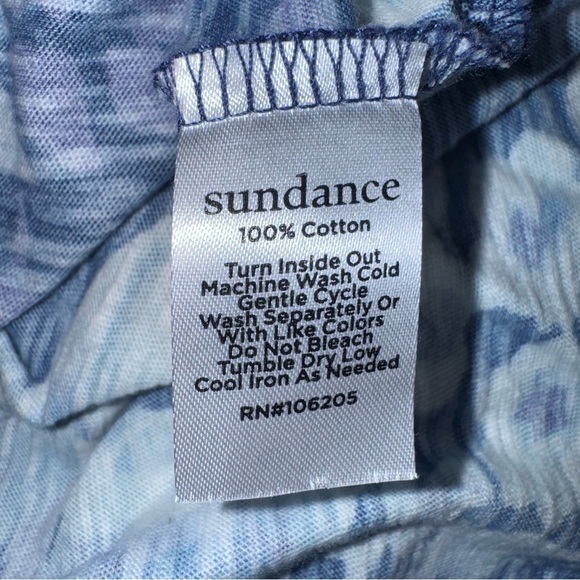 sundance
100% Cotton
Turn Inside Out
Machine Wash Cold
Gentle Cycle
Wash Separately Or
With Like Colors
Do Not Bleach
Tumble Dry Low
Cool Iron As Needed
RN#106205